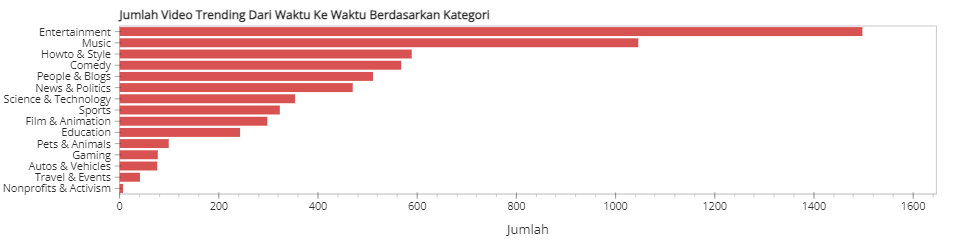 Jumlah Video Trending Dari Waktu Ke Waktu Berdasarkan Kategori
Entertainment
Music
Howto & Style
Comedy
People & Blogs
News & Politics
Science & Technology
Sports
Film & Animation
Education
Pets & Animals
Gaming
Autos & Vehicles
Travel & Events
Nonprofits & Activism
0 200 400 600 800 1000 1200 1400 1600
Jumlah